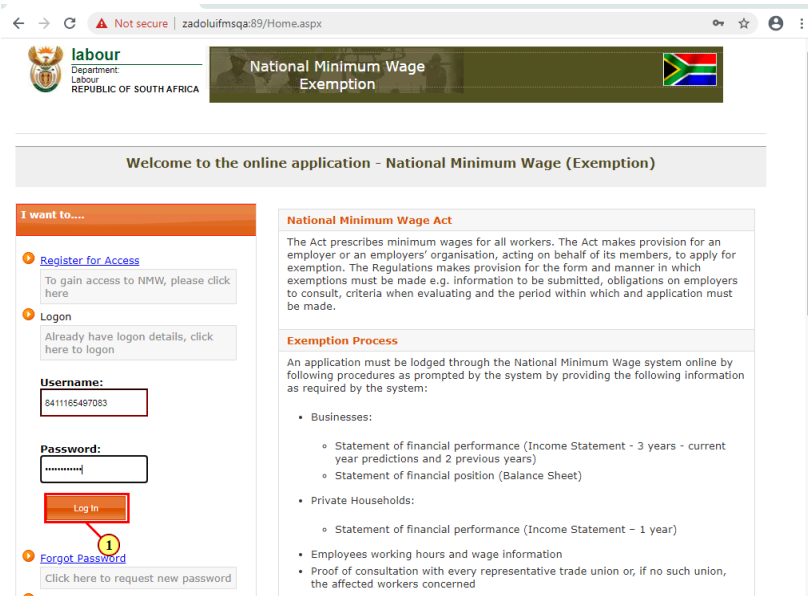 Not secure | zadoluifmsqa:89/Home.aspx
labour
Department:
Labour
REPUBLIC OF SOUTH AFRICA
National Minimum Wage
Exemption
Welcome to the online application - National Minimum Wage (Exemption)
I want to....
Register for Access
To gain access to NMW, please click
here
Logon
Already have logon details, click
here to logon
Username:
8411165497083
Password:
••••••••••••
Log In
1
Forgot Password
Click here to request new password
National Minimum Wage Act
The Act prescribes minimum wages for all workers. The Act makes provision for an
employer or an employers' organisation, acting on behalf of its members, to apply for
exemption. The Regulations makes provision for the form and manner in which
exemptions must be made e.g. information to be submitted, obligations on employers
to consult, criteria when evaluating and the period within which and application must
be made.
Exemption Process
An application must be lodged through the National Minimum Wage system online by
following procedures as prompted by the system by providing the following information
as required by the system:
• Businesses:
◦ Statement of financial performance (Income Statement - 3 years - current
year predictions and 2 previous years)
◦ Statement of financial position (Balance Sheet)
• Private Households:
◦ Statement of financial performance (Income Statement – 1 year)
• Employees working hours and wage information
• Proof of consultation with every representative trade union or, if no such union,
the affected workers concerned